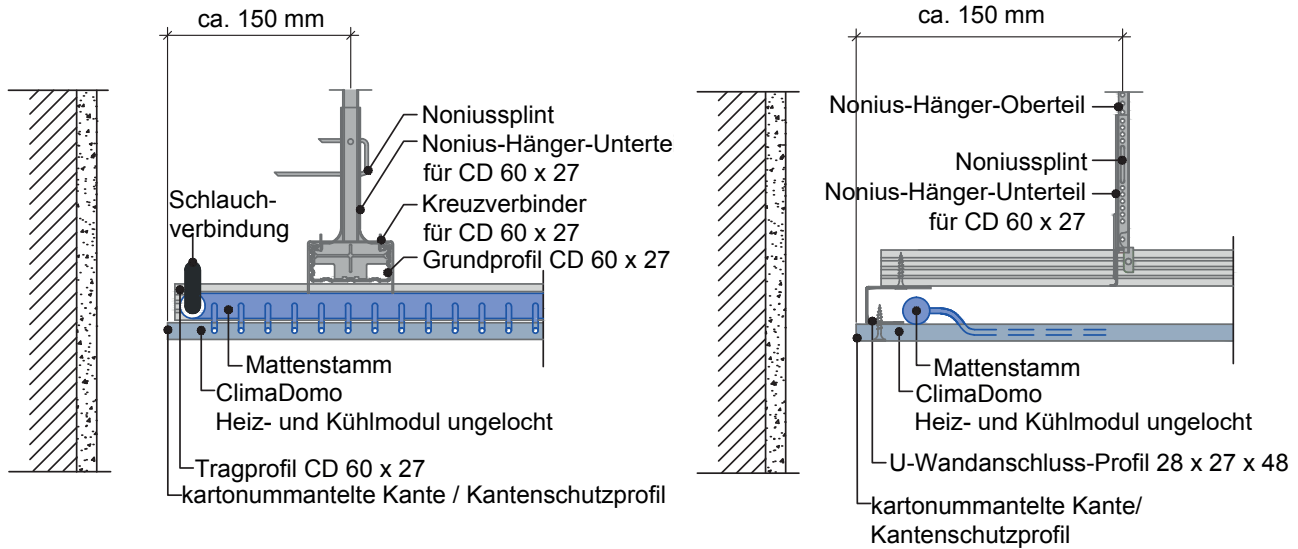 ca. 150 mm
Noniussplint
Nonius-Hänger-Unterte
für CD 60 x 27
Schlauch-
verbindung
Kreuzverbinder
für CD 60 x 27
Grundprofil CD 60 x 27
Mattenstamm
ClimaDomo
Heiz- und Kühlmodul ungelocht
Tragprofil CD 60 x 27
kartonummantelte Kante / Kantenschutzprofil
ca. 150 mm
Nonius-Hänger-Oberteil
Noniussplint
Nonius-Hänger-Unterteil
für CD 60 x 27
Mattenstamm
ClimaDomo
Heiz- und Kühlmodul ungelocht
U-Wandanschluss-Profil 28 x 27 x 48
kartonummantelte Kante/
Kantenschutzprofil